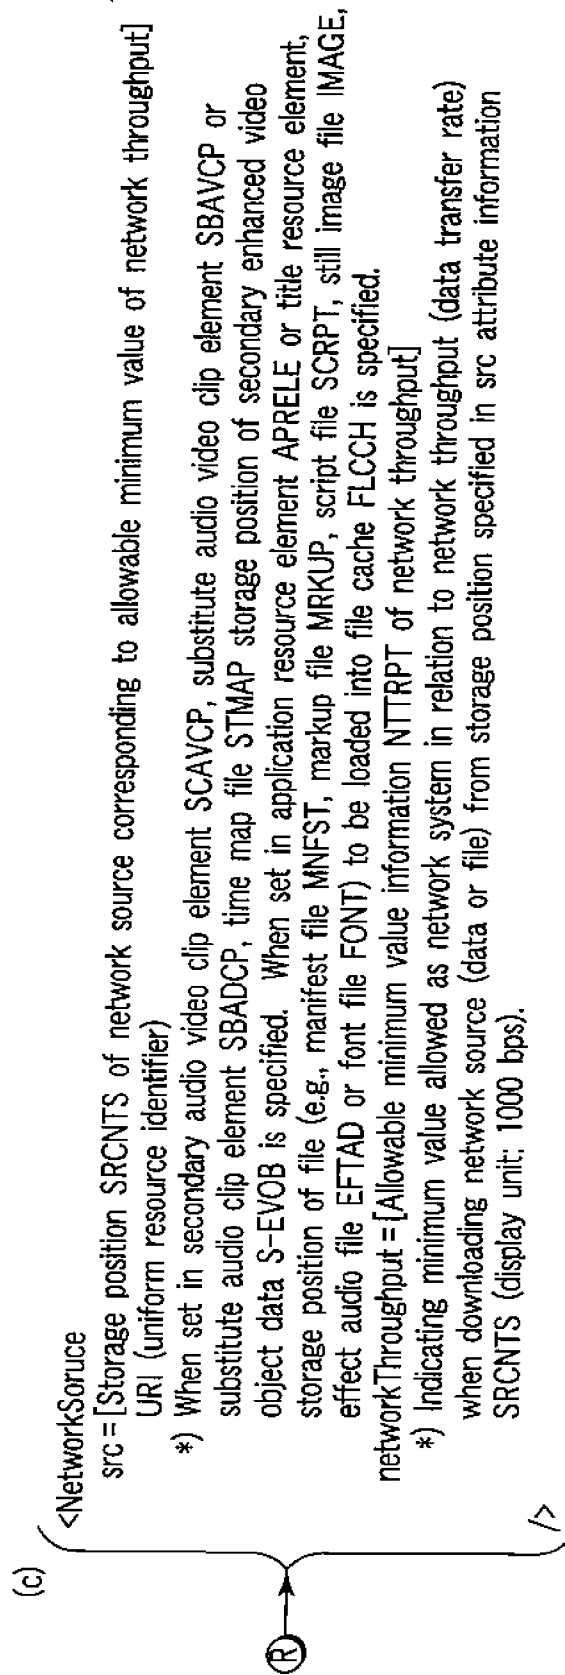 (c)
<NetworkSoruce
src=[Storage position SRCNTS of network source corresponding to allowable minimum value of network throughput]
URI (uniform resource identifier)
*) When set in secondary audio video clip element SCAVCP, substitute audio video clip element SBAVCP or
substitute audio clip element SBADCP, time map file STMAP storage position of secondary enhanced video
object data S-EVOB is specified. When set in application resource element APRELE or title resource element,
storage position of file (e.g., manifest file MNFST, markup file MRKUP, script file SCRPT, still image file IMAGE,
effect audio file EFTAD or font file FONT) to be loaded into file cache FLCCH is specified.
networkThroughput=[Allowable minimum value information NTTRPT of network throughput]
*) Indicating minimum value allowed as network system in relation to network throughput (data transfer rate)
when downloading network source (data or file) from storage position specified in src attribute information
SRCNTS (display unit; 1000 bps).
/>
R